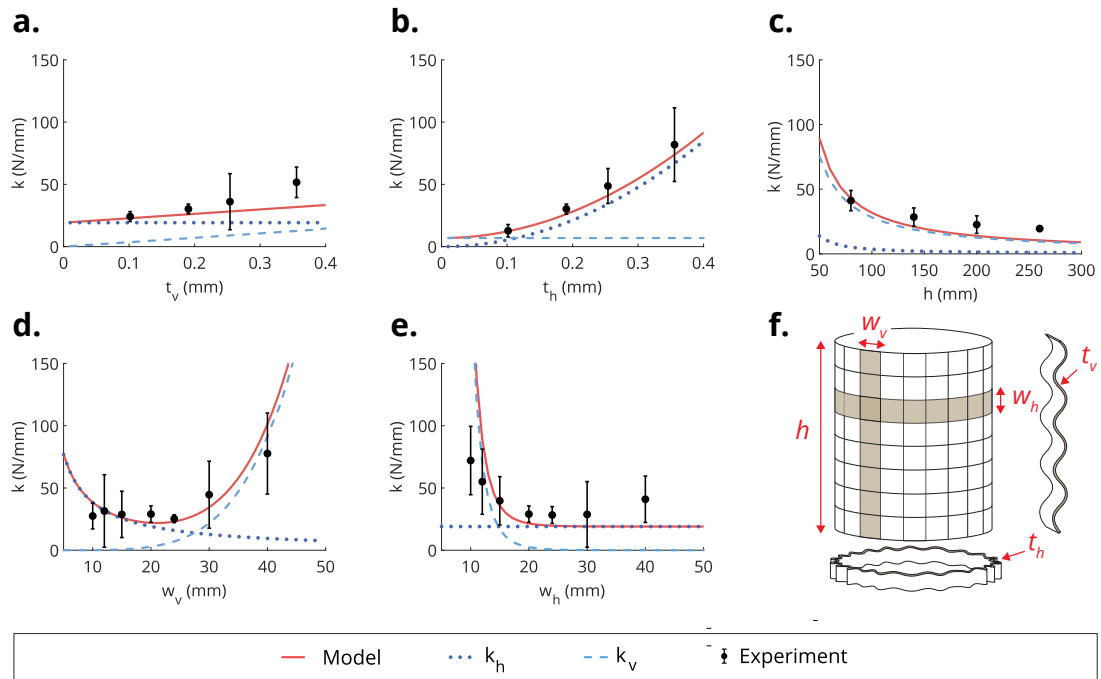 a.
150
100
50
0
k (N/mm)
0 0.1 0.2 0.3 0.4
t_v (mm)
b.
150
100
50
0
k (N/mm)
0 0.1 0.2 0.3 0.4
t_h (mm)
c.
150
100
50
0
k (N/mm)
50 100 150 200 250 300
h (mm)
d.
150
100
50
0
k (N/mm)
10 20 30 40 50
w_v (mm)
e.
150
100
50
0
k (N/mm)
10 20 30 40 50
w_h (mm)
f.
w_v
t_v
w_h
h
t_h
Model k_h k_v Experiment